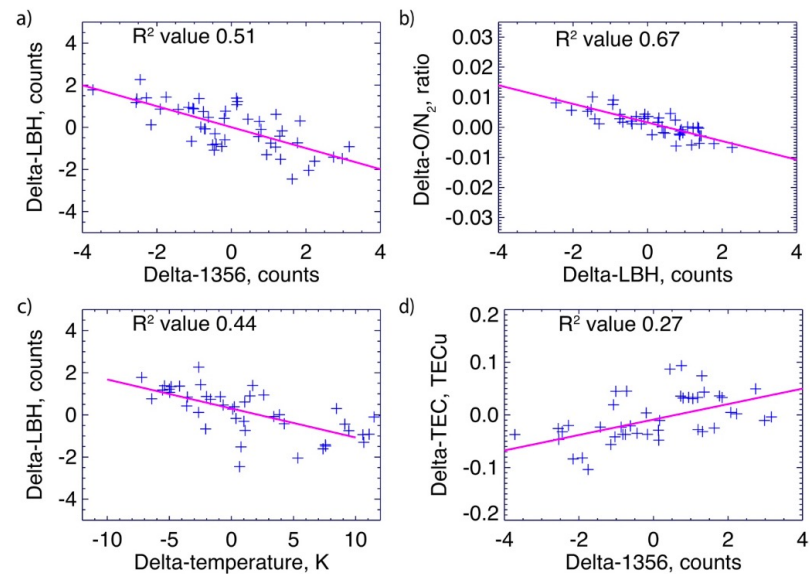 a)
R² value 0.51
4
2
0
-2
-4
Delta-LBH, counts
-4 -2 0 2 4
Delta-1356, counts
b)
R² value 0.67
0.03
0.02
0.01
0.00
-0.01
-0.02
-0.03
Delta-O/N₂, ratio
-4 -2 0 2 4
Delta-LBH, counts
c)
R² value 0.44
4
2
0
-2
-4
Delta-LBH, counts
-10 -5 0 5 10
Delta-temperature, K
d)
R² value 0.27
0.2
0.1
0.0
-0.1
-0.2
Delta-TEC, TECu
-4 -2 0 2 4
Delta-1356, counts